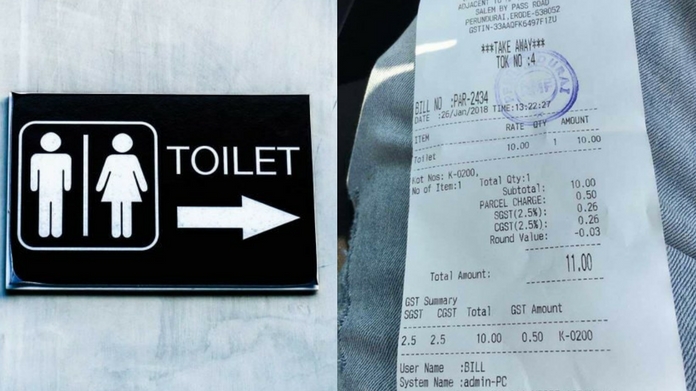 TOILET
ADJACENT TO
SALEM BY PASS ROAD
PERUNDURAI,ERODE-638052
GSTIN-33AADFK6497F1ZU
***TAKE AWAY***
TOK NO :4
BILL NO :PAR-2434
DATE :26/Jan/2018 TIME:13:22:27
ITEM RATE QTY AMOUNT
Toilet 10.00 1 10.00
Kot Nos: K-0200,
No of Item:1 Total Qty:1
Subtotal: 10.00
PARCEL CHARGE: 0.50
SGST(2.5%): 0.26
CGST(2.5%): 0.26
Round Value: -0.03
Total Amount: 11.00
GST Summary
SGST CGST Total GST Amount
2.5 2.5 10.00 0.50 K-0200
User Name :BILL
System Name :admin-PC